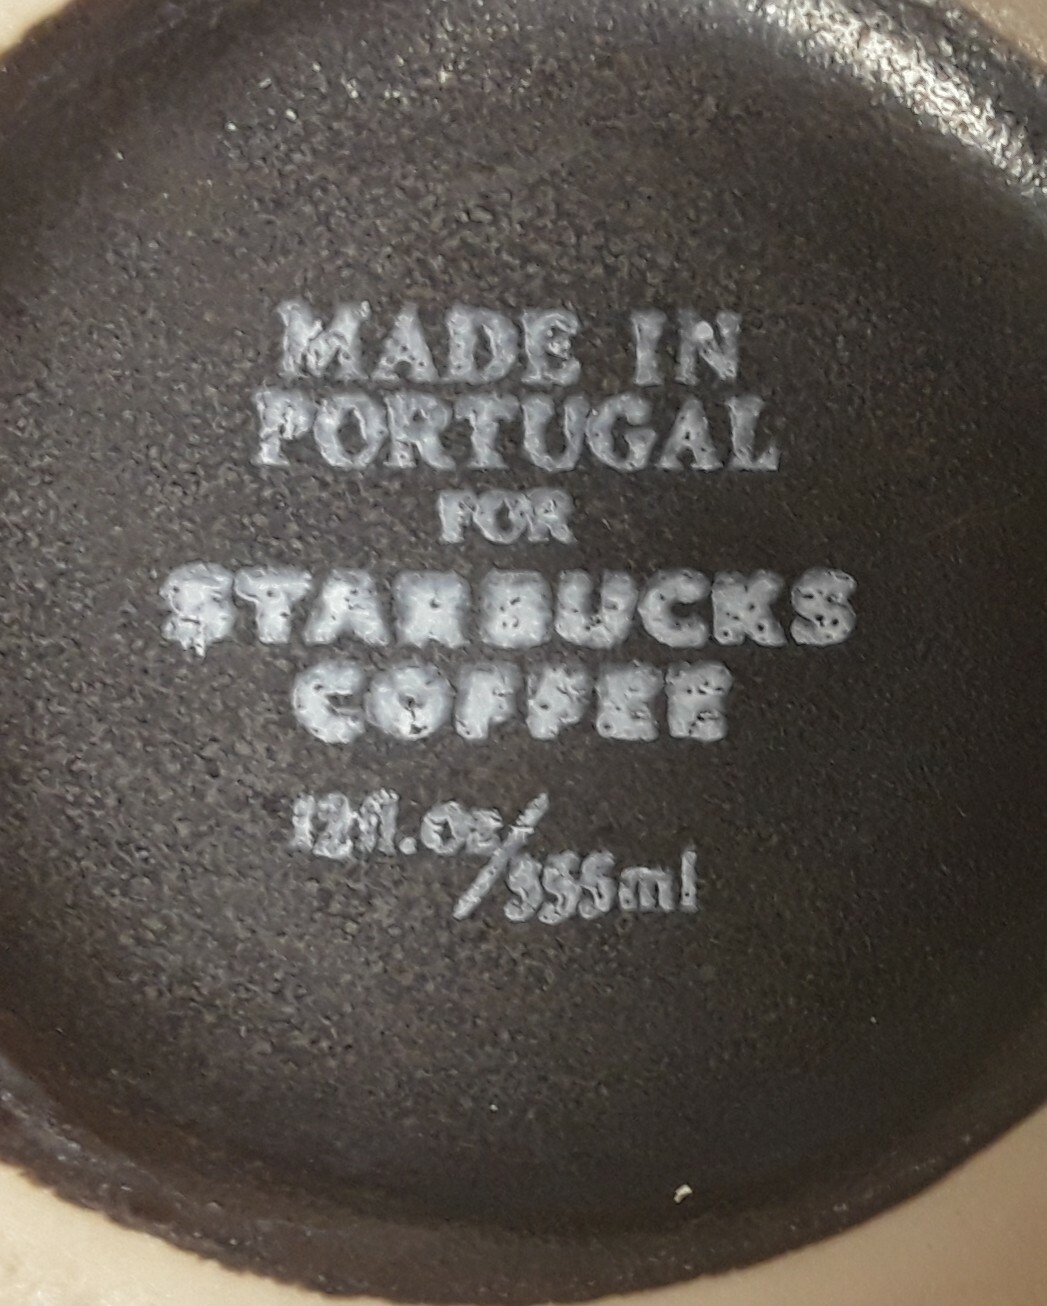 MADE IN
PORTUGAL
FOR
STARBUCKS
COFFEE
12fl.Oz/355ml